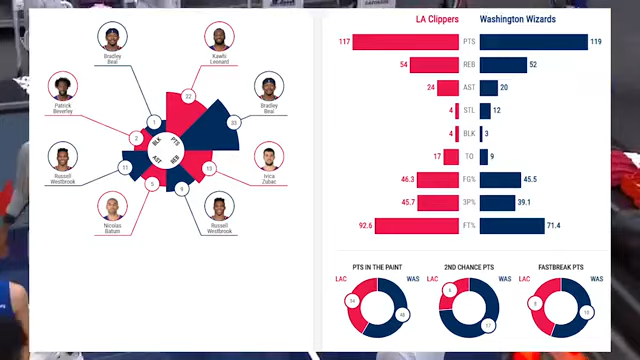 Bradley
Beal
Kawhi
Leonard
Patrick
Beverley
Bradley
Beal
Russell
Westbrook
Ivica
Zubac
Nicolas
Batum
Russell
Westbrook
1
22
2
33
11
13
5
9
BLK
PTS
AST
REB
LA Clippers Washington Wizards
117 PTS 119
54 REB 52
24 AST 20
4 STL 12
4 BLK 3
17 TO 9
46.3 FG% 45.5
45.7 3P% 39.1
92.6 FT% 71.4
PTS IN THE PAINT
LAC WAS
34 48
2ND CHANCE PTS
LAC WAS
6 17
FASTBREAK PTS
LAC WAS
8 10